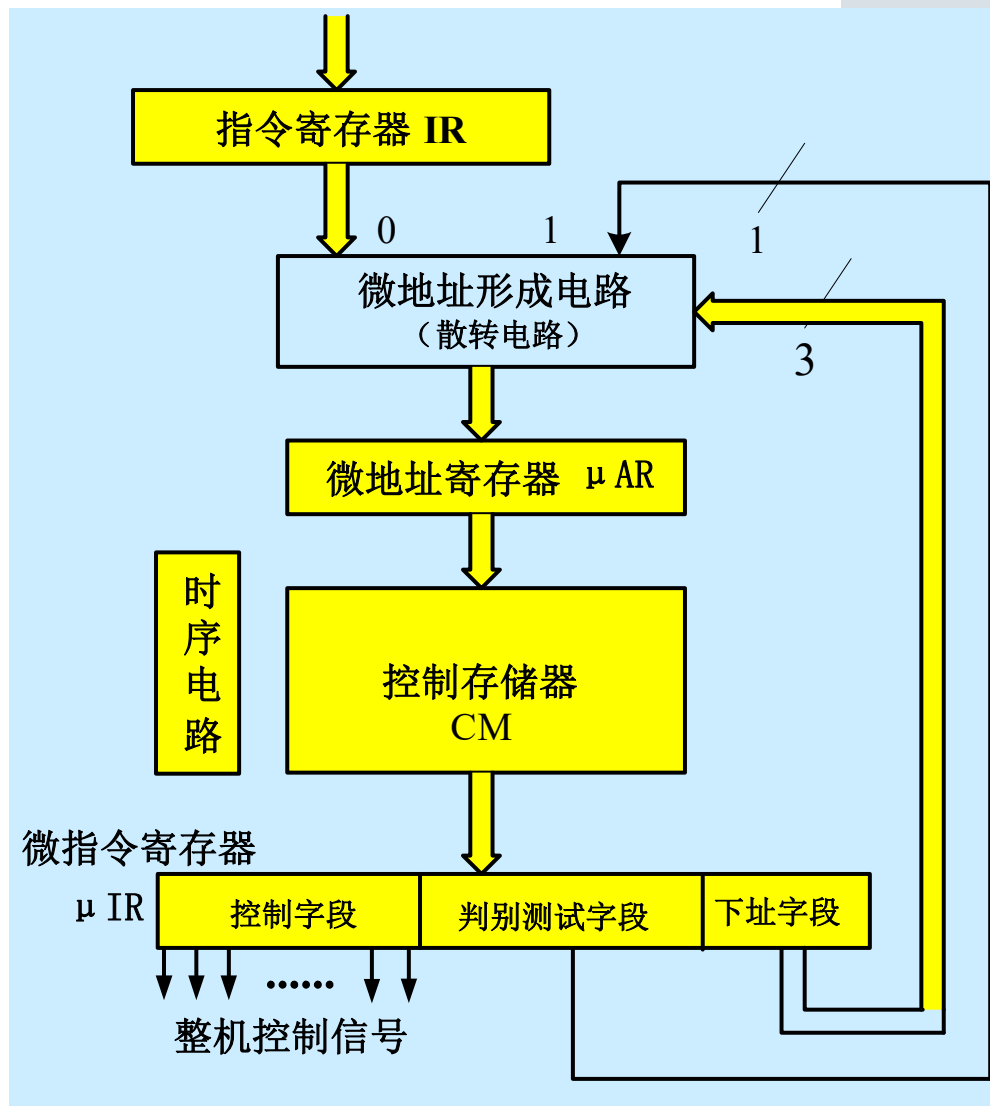 指令寄存器 IR
0
1
1
微地址形成电路
（散转电路）
3
微地址寄存器 μAR
时序电路
控制存储器
CM
微指令寄存器
μIR
控制字段
判别测试字段
下址字段
......
整机控制信号